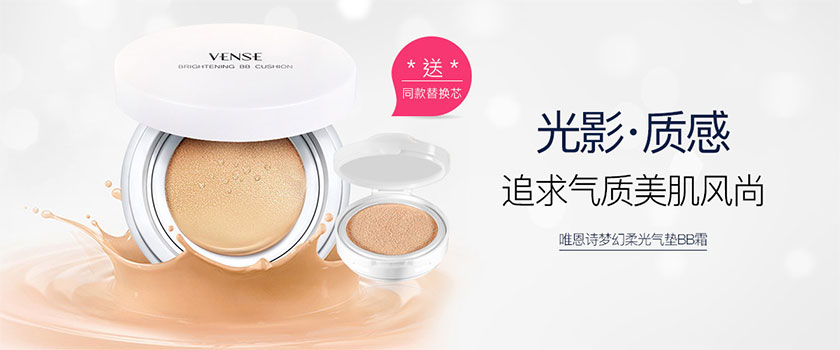 VENSE
BRIGHTENING BB CUSHION
* 送 *
同款替换芯
光影·质感
追求气质美肌风尚
唯恩诗梦幻柔光气垫BB霜